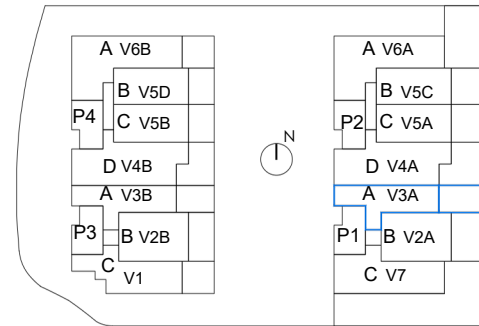 A V6B
B V5D
P4
C V5B
D V4B
A V3B
P3
B V2B
C
V1
N
A V6A
B V5C
P2
C V5A
D V4A
A V3A
P1
B V2A
C V7